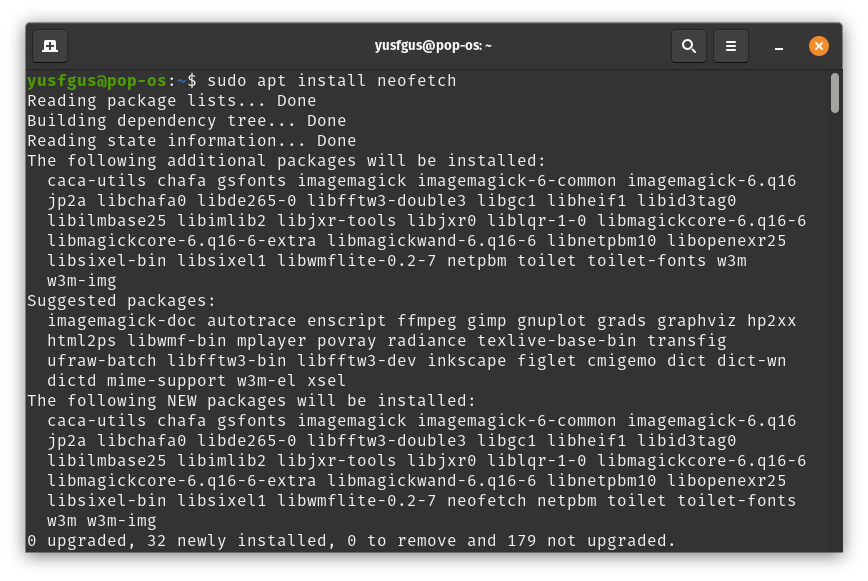 yusfgus@pop-os: ~
yusfgus@pop-os:~$ sudo apt install neofetch
Reading package lists... Done
Building dependency tree... Done
Reading state information... Done
The following additional packages will be installed:
  caca-utils chafa gsfonts imagemagick imagemagick-6-common imagemagick-6.q16
  jp2a libchafa0 libde265-0 libfftw3-double3 libgc1 libheif1 libid3tag0
  libilmbase25 libimlib2 libjxr-tools libjxr0 liblqr-1-0 libmagickcore-6.q16-6
  libmagickcore-6.q16-6-extra libmagickwand-6.q16-6 libnetpbm10 libopenexr25
  libsixel-bin libsixel1 libwmflite-0.2-7 netpbm toilet toilet-fonts w3m
  w3m-img
Suggested packages:
  imagemagick-doc autotrace enscript ffmpeg gimp gnuplot grads graphviz hp2xx
  html2ps libwmf-bin mplayer povray radiance texlive-base-bin transfig
  ufraw-batch libfftw3-bin libfftw3-dev inkscape figlet cmigemo dict dict-wn
  dictd mime-support w3m-el xsel
The following NEW packages will be installed:
  caca-utils chafa gsfonts imagemagick imagemagick-6-common imagemagick-6.q16
  jp2a libchafa0 libde265-0 libfftw3-double3 libgc1 libheif1 libid3tag0
  libilmbase25 libimlib2 libjxr-tools libjxr0 liblqr-1-0 libmagickcore-6.q16-6
  libmagickcore-6.q16-6-extra libmagickwand-6.q16-6 libnetpbm10 libopenexr25
  libsixel-bin libsixel1 libwmflite-0.2-7 neofetch netpbm toilet toilet-fonts
  w3m w3m-img
0 upgraded, 32 newly installed, 0 to remove and 179 not upgraded.